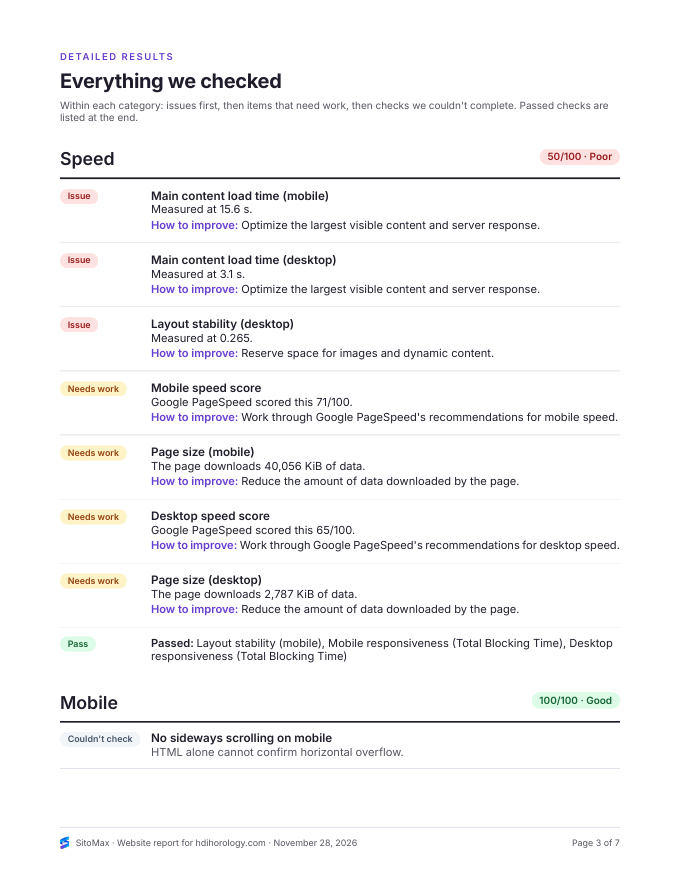 DETAILED RESULTS
Everything we checked
Within each category: issues first, then items that need work, then checks we couldn't complete. Passed checks are
listed at the end.
Speed
50/100 · Poor
Issue
Main content load time (mobile)
Measured at 15.6 s.
How to improve: Optimize the largest visible content and server response.
Issue
Main content load time (desktop)
Measured at 3.1 s.
How to improve: Optimize the largest visible content and server response.
Issue
Layout stability (desktop)
Measured at 0.265.
How to improve: Reserve space for images and dynamic content.
Needs work
Mobile speed score
Google PageSpeed scored this 71/100.
How to improve: Work through Google PageSpeed's recommendations for mobile speed.
Needs work
Page size (mobile)
The page downloads 40,056 KiB of data.
How to improve: Reduce the amount of data downloaded by the page.
Needs work
Desktop speed score
Google PageSpeed scored this 65/100.
How to improve: Work through Google PageSpeed's recommendations for desktop speed.
Needs work
Page size (desktop)
The page downloads 2,787 KiB of data.
How to improve: Reduce the amount of data downloaded by the page.
Pass
Passed: Layout stability (mobile), Mobile responsiveness (Total Blocking Time), Desktop
responsiveness (Total Blocking Time)
Mobile
100/100 · Good
Couldn't check
No sideways scrolling on mobile
HTML alone cannot confirm horizontal overflow.
SitoMax · Website report for hdihorology.com · November 28, 2026
Page 3 of 7